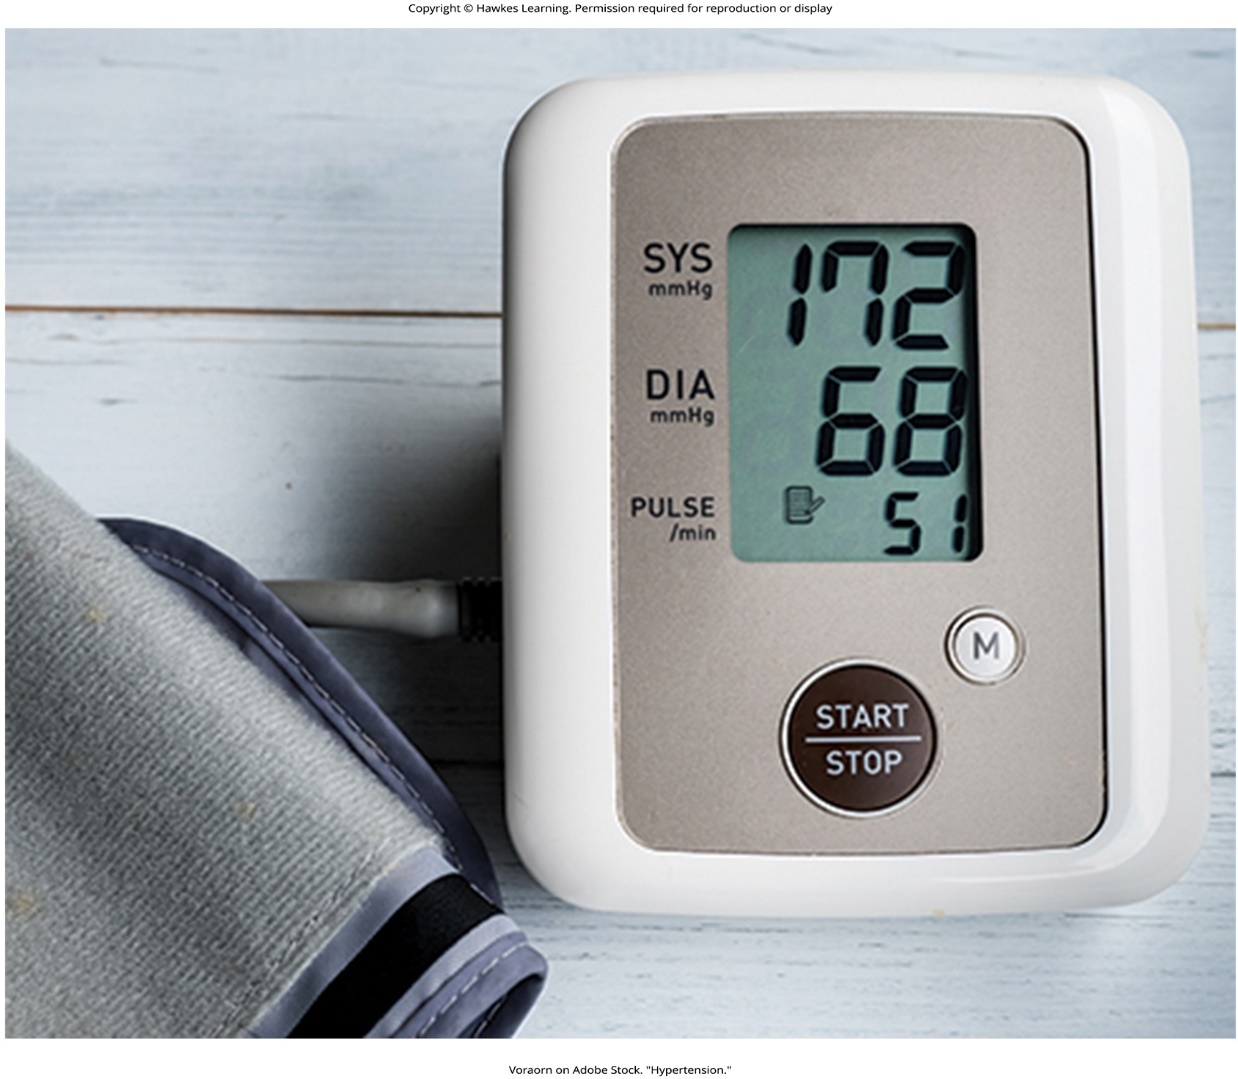 Copyright © Hawkes Learning. Permission required for reproduction or display
SYS
mmHg
172
DIA
mmHg
68
PULSE
/min
51
M
START
STOP
Voraorn on Adobe Stock. "Hypertension."